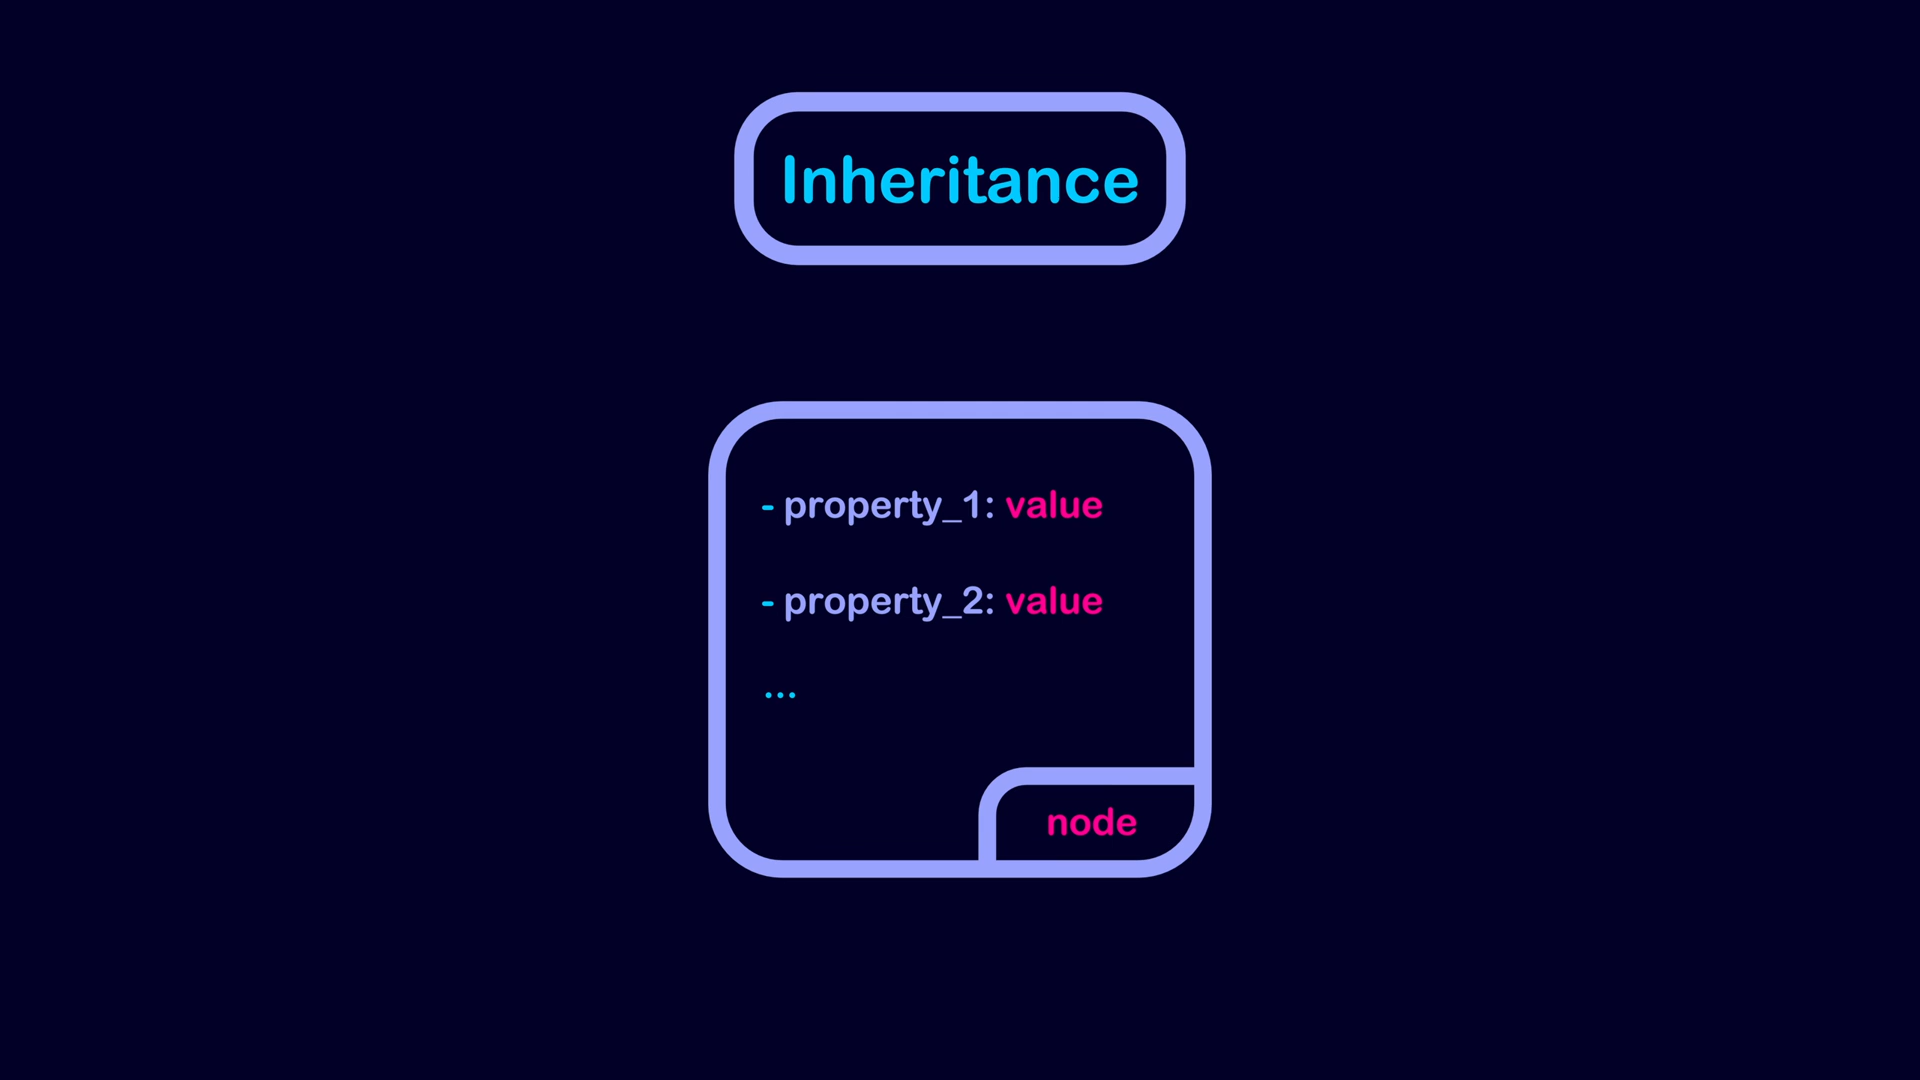 Inheritance
- property_1: value
- property_2: value
...
node